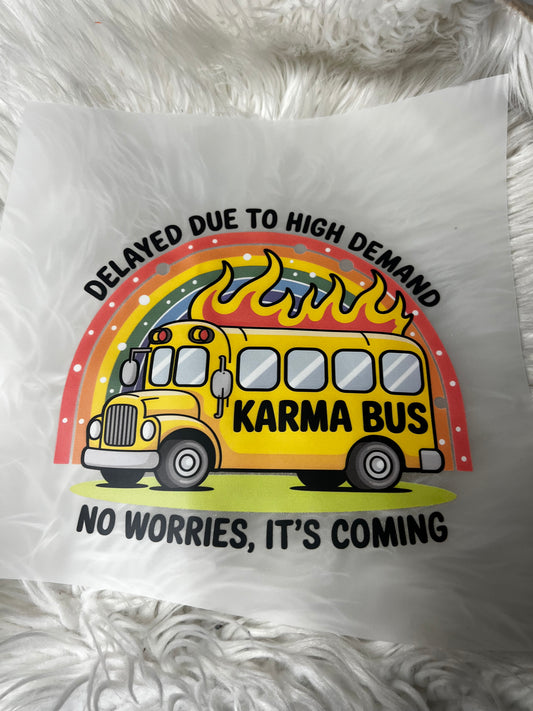 DELAYED DUE TO HIGH DEMAND
KARMA BUS
NO WORRIES, IT'S COMING